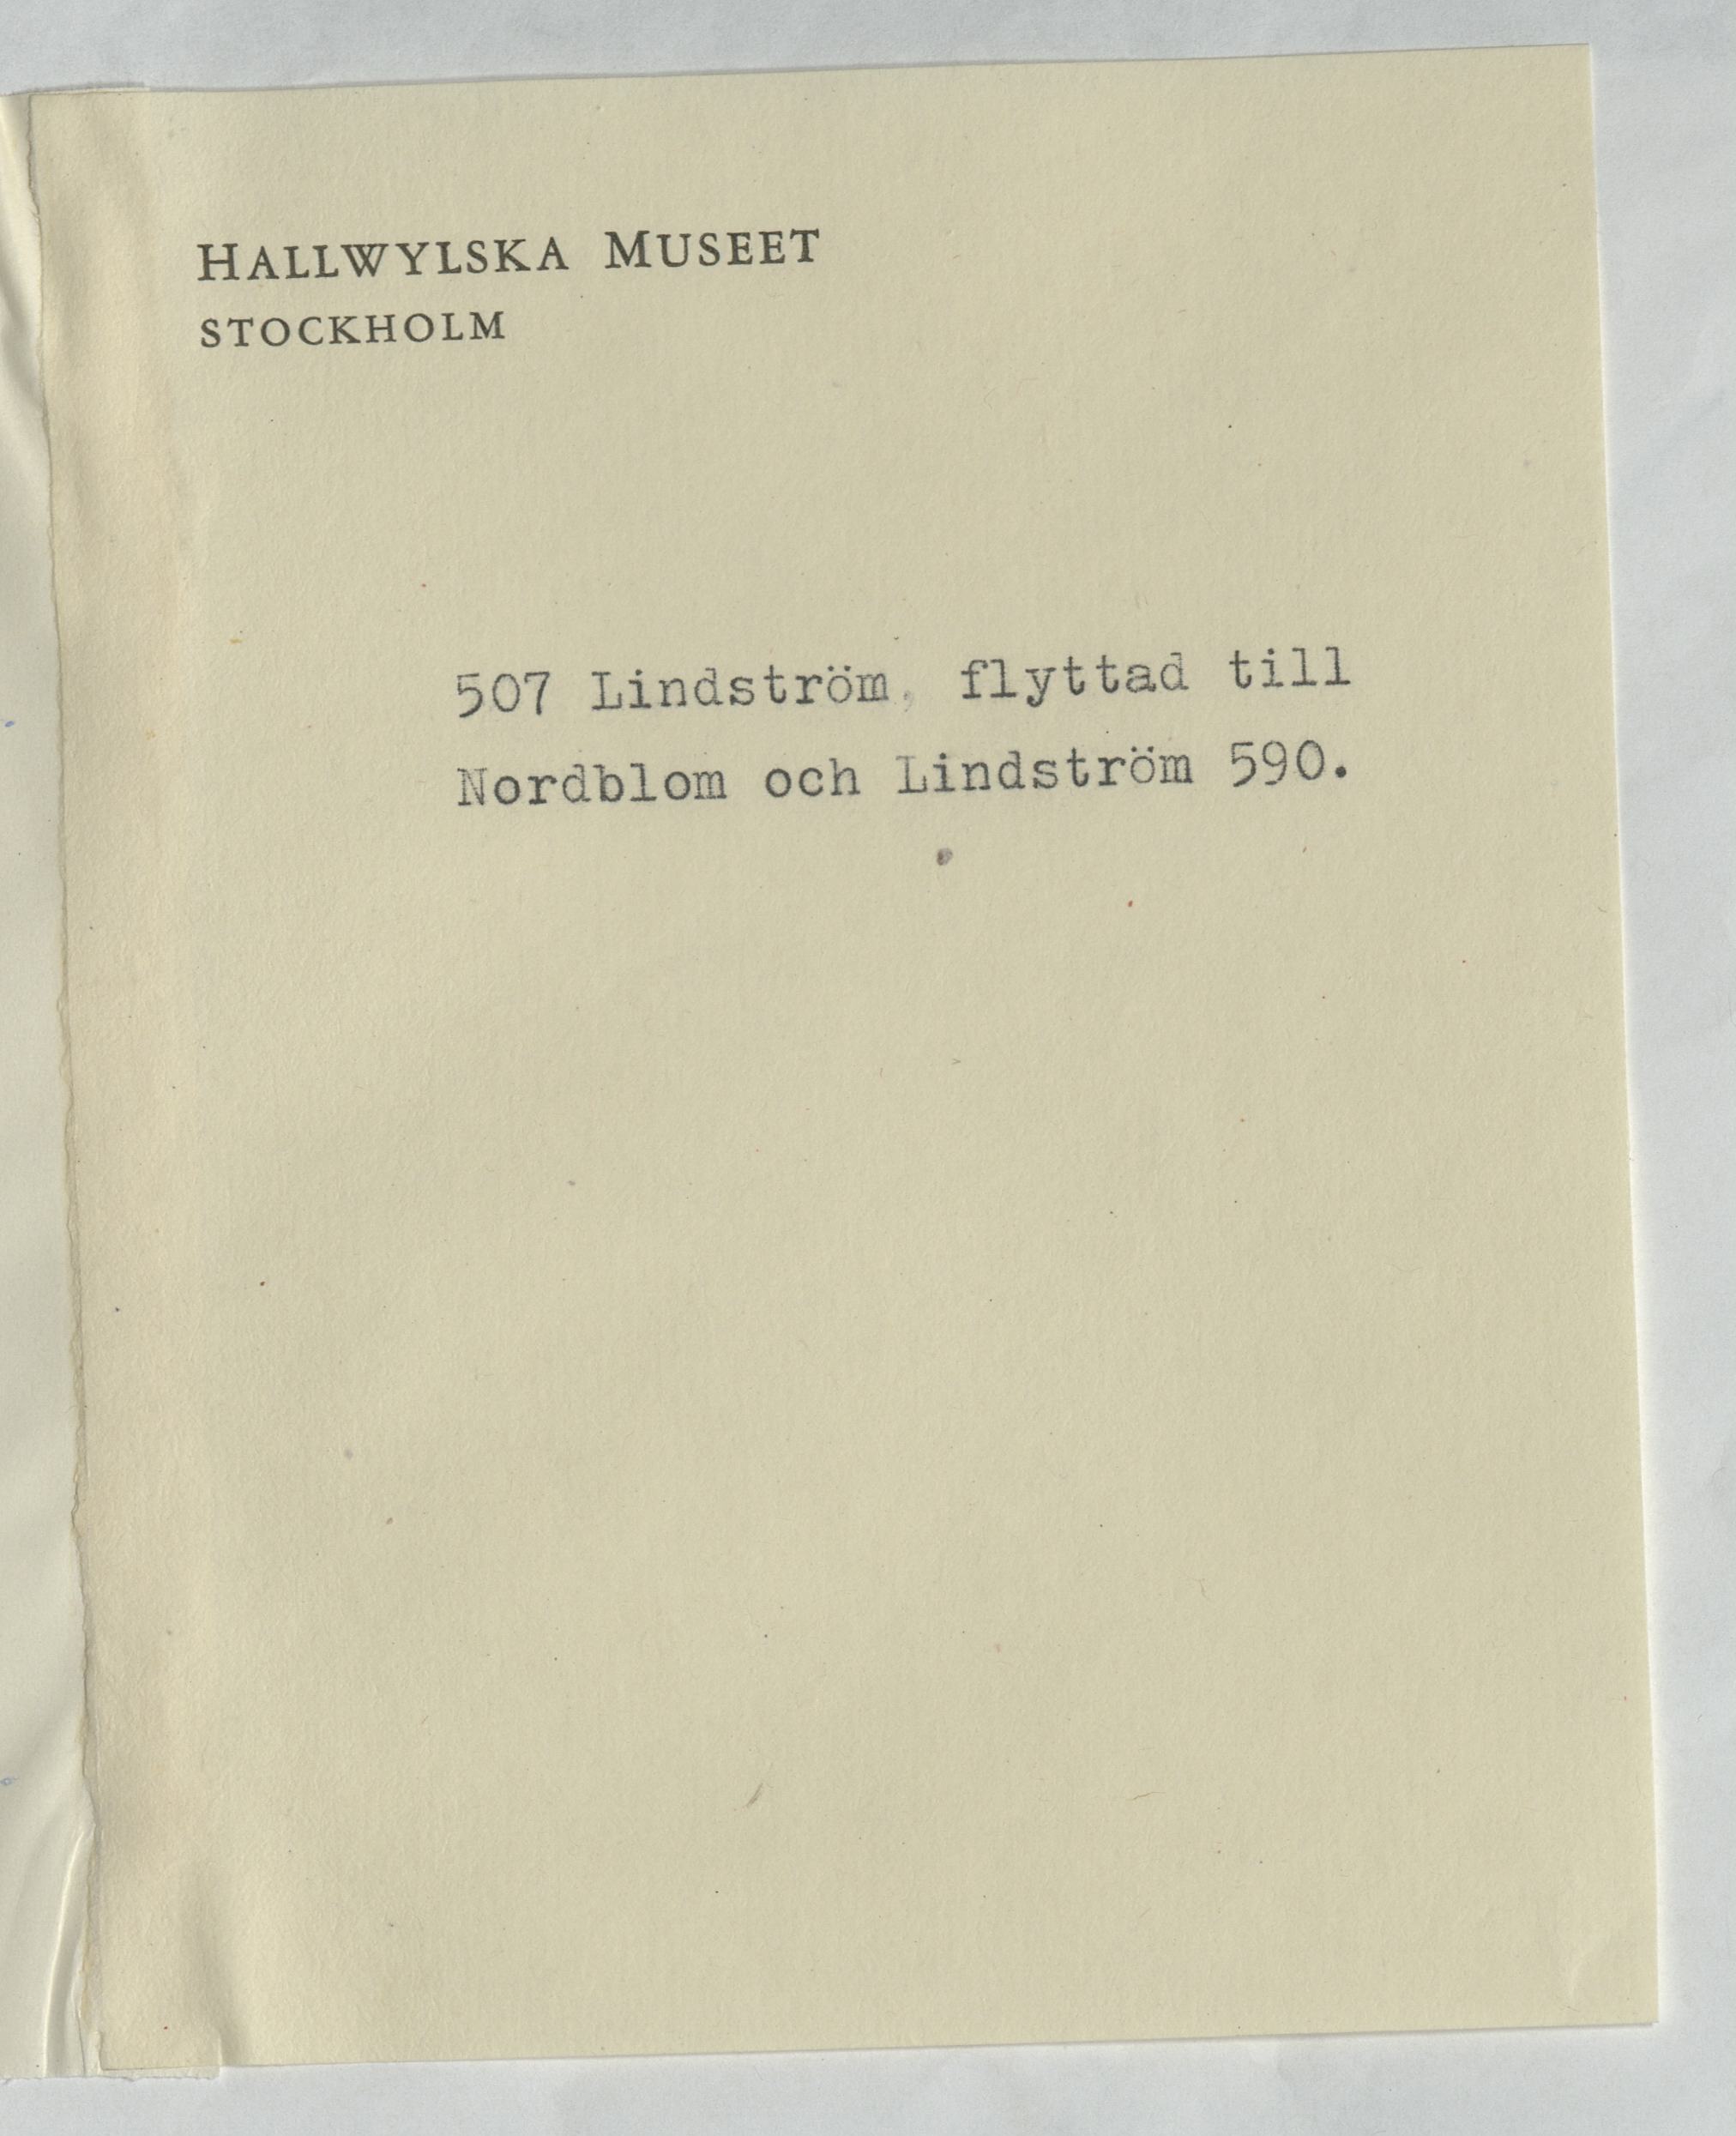 HALLWYLSKA MUSEET
STOCKHOLM
507 Lindström, flyttad till
Nordblom och Lindström 590.